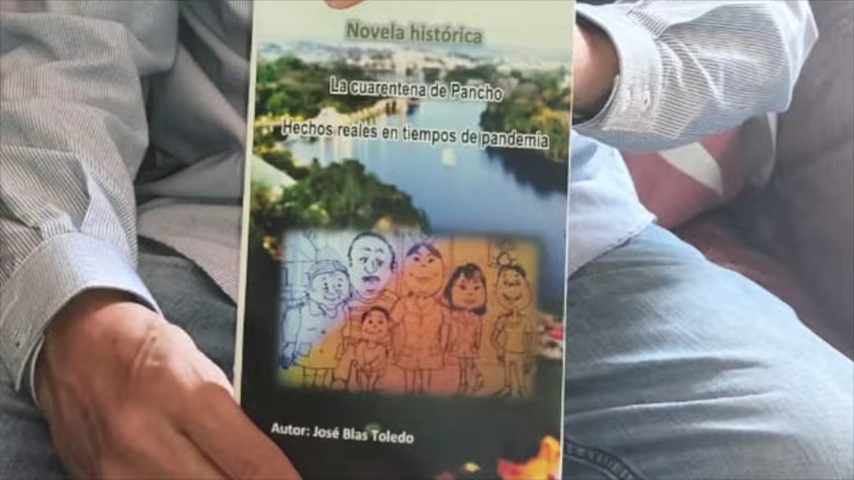 Novela histórica
La cuarentena de Pancho
Hechos reales en tiempos de pandemia
Autor: José Blas Toledo